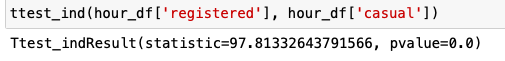 ttest_ind(hour_df['registered'], hour_df['casual'])
Ttest_indResult(statistic=97.81332643791566, pvalue=0.0)